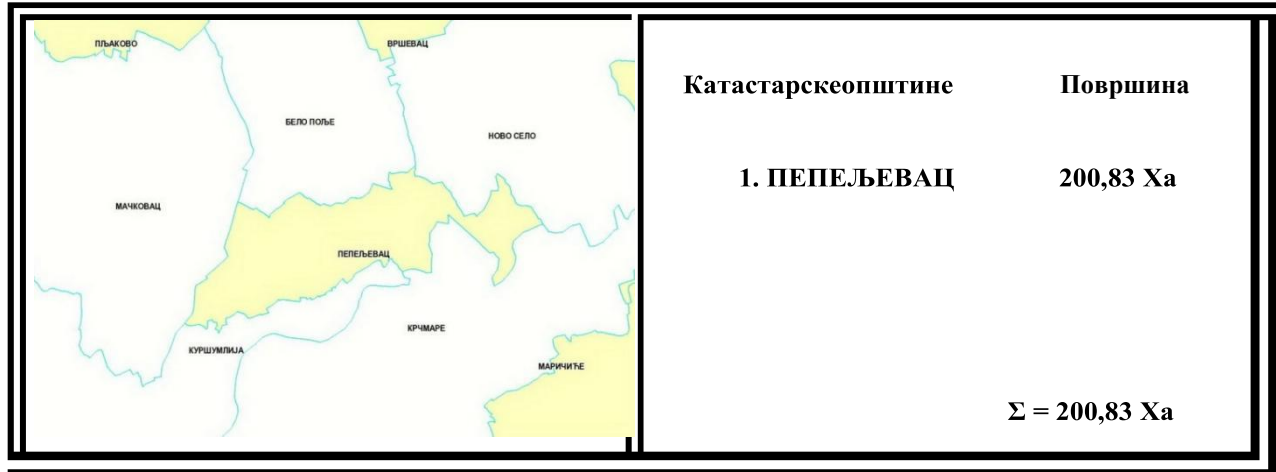 ПЉАКОВО
ВРШЕВАЦ
БЕЛО ПОЉЕ
НОВО СЕЛО
МАЧКОВАЦ
ПЕПЕЉЕВАЦ
КРЧМАРЕ
КУРШУМЛИЈА
МАРИЧИЋЕ
Катастарскеопштине Површина
1. ПЕПЕЉЕВАЦ 200,83 Ха
Σ = 200,83 Ха